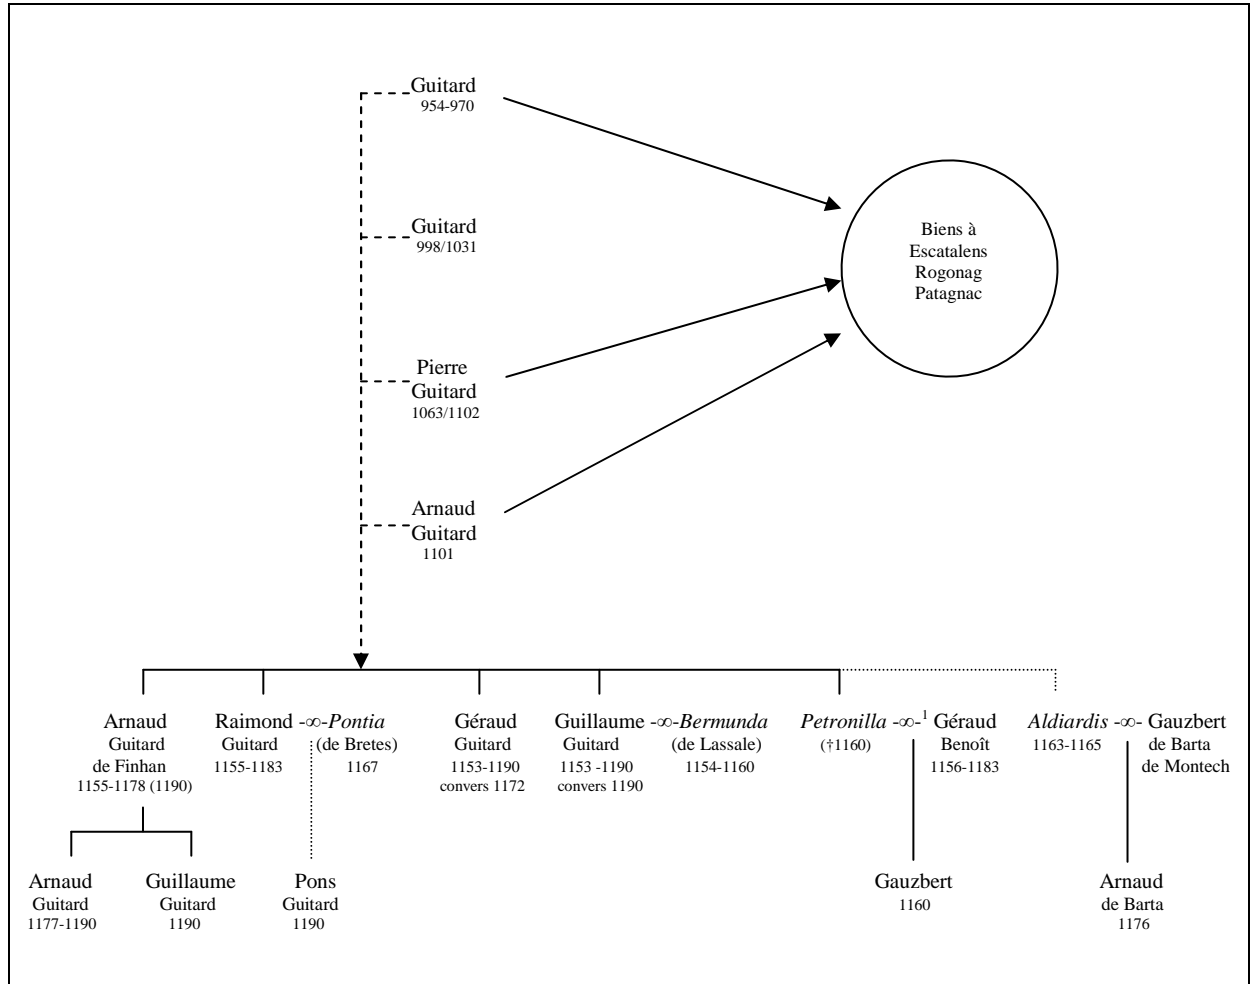 Guitard
954-970
Guitard
998/1031
Biens à
Escatalens
Rogonag
Patagnac
Pierre
Guitard
1063/1102
Arnaud
Guitard
1101
Arnaud
Guitard
de Finhan
1155-1178 (1190)
Raimond -∞-Pontia
Guitard (de Bretes)
1155-1183 1167
Géraud
Guitard
1153-1190
convers 1172
Guillaume -∞-Bermunda
Guitard (de Lassale)
1153 -1190 1154-1160
convers 1190
Petronilla -∞-¹ Géraud
(†1160) Benoît
1156-1183
Aldiardis -∞- Gauzbert
1163-1165 de Barta
de Montech
Arnaud
Guitard
1177-1190
Guillaume
Guitard
1190
Pons
Guitard
1190
Gauzbert
1160
Arnaud
de Barta
1176